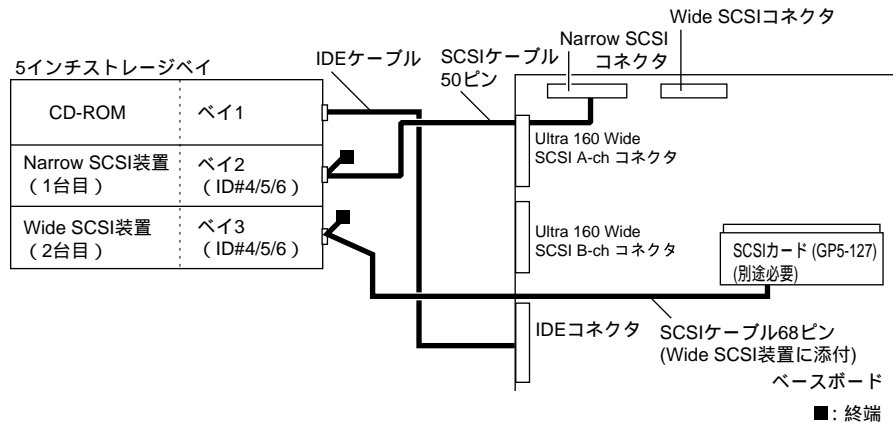 Wide SCSIコネクタ
Narrow SCSI
コネクタ
IDEケーブル
SCSIケーブル
50ピン
5インチストレージベイ
CD-ROM
ベイ1
Narrow SCSI装置
（1台目）
ベイ2
（ID#4/5/6）
Wide SCSI装置
（2台目）
ベイ3
（ID#4/5/6）
Ultra 160 Wide
SCSI A-ch コネクタ
Ultra 160 Wide
SCSI B-ch コネクタ
SCSIカード (GP5-127)
(別途必要)
IDEコネクタ
SCSIケーブル68ピン
(Wide SCSI装置に添付)
ベースボード
■：終端